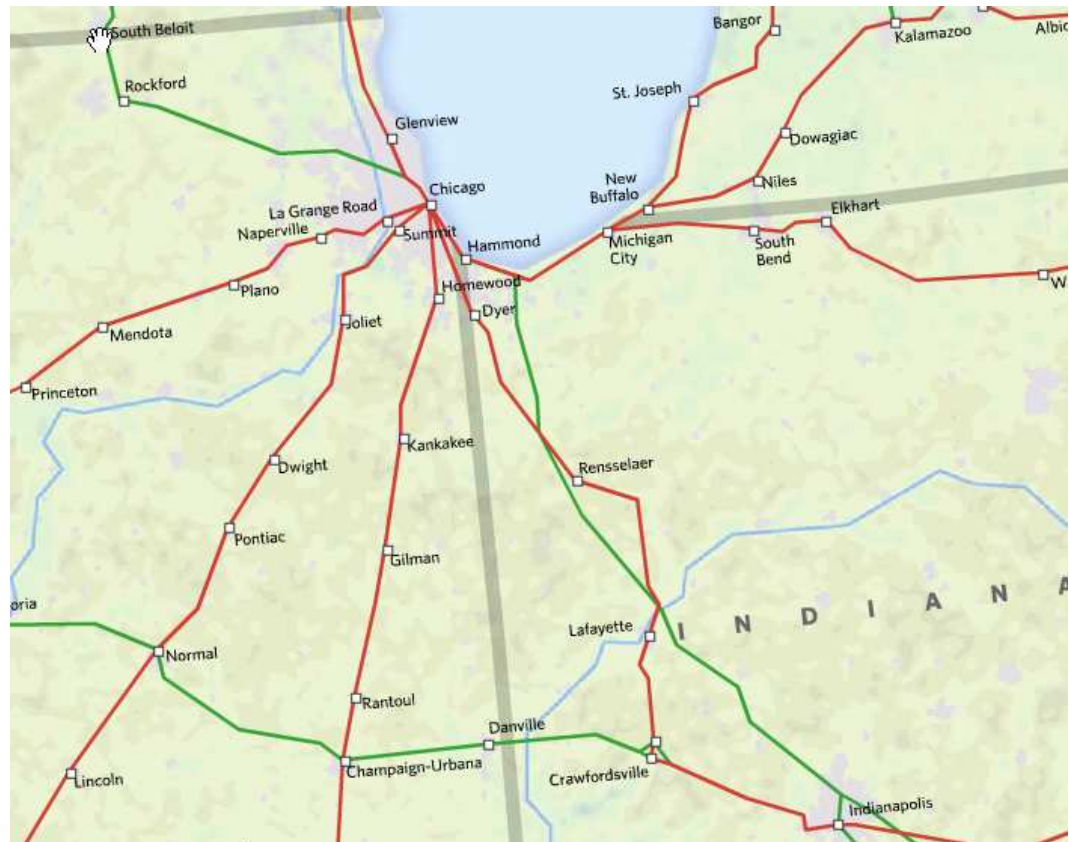 South Beloit
Bangor
Kalamazoo
Albio
Rockford
St. Joseph
Glenview
Dowagiac
Chicago
New
Buffalo
Niles
La Grange Road
Naperville
Summit
Elkhart
Hammond
Michigan
City
South
Bend
Homewood
Plano
W
Dyer
Joliet
Mendota
Princeton
Kankakee
Dwight
Rensselaer
Pontiac
Gilman
oria
INDIANA
Lafayette
Normal
Rantoul
Danville
Champaign-Urbana
Crawfordsville
Lincoln
Indianapolis